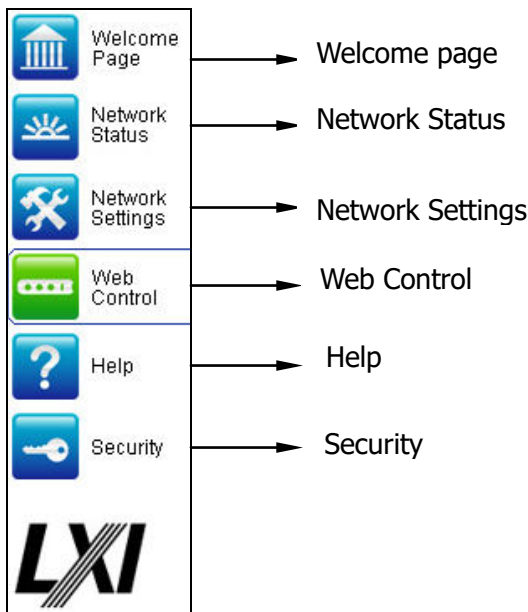 Welcome
Page
Welcome page
Network
Status
Network Status
Network
Settings
Network Settings
Web
Control
Web Control
?
Help
Help
Security
Security
LXI